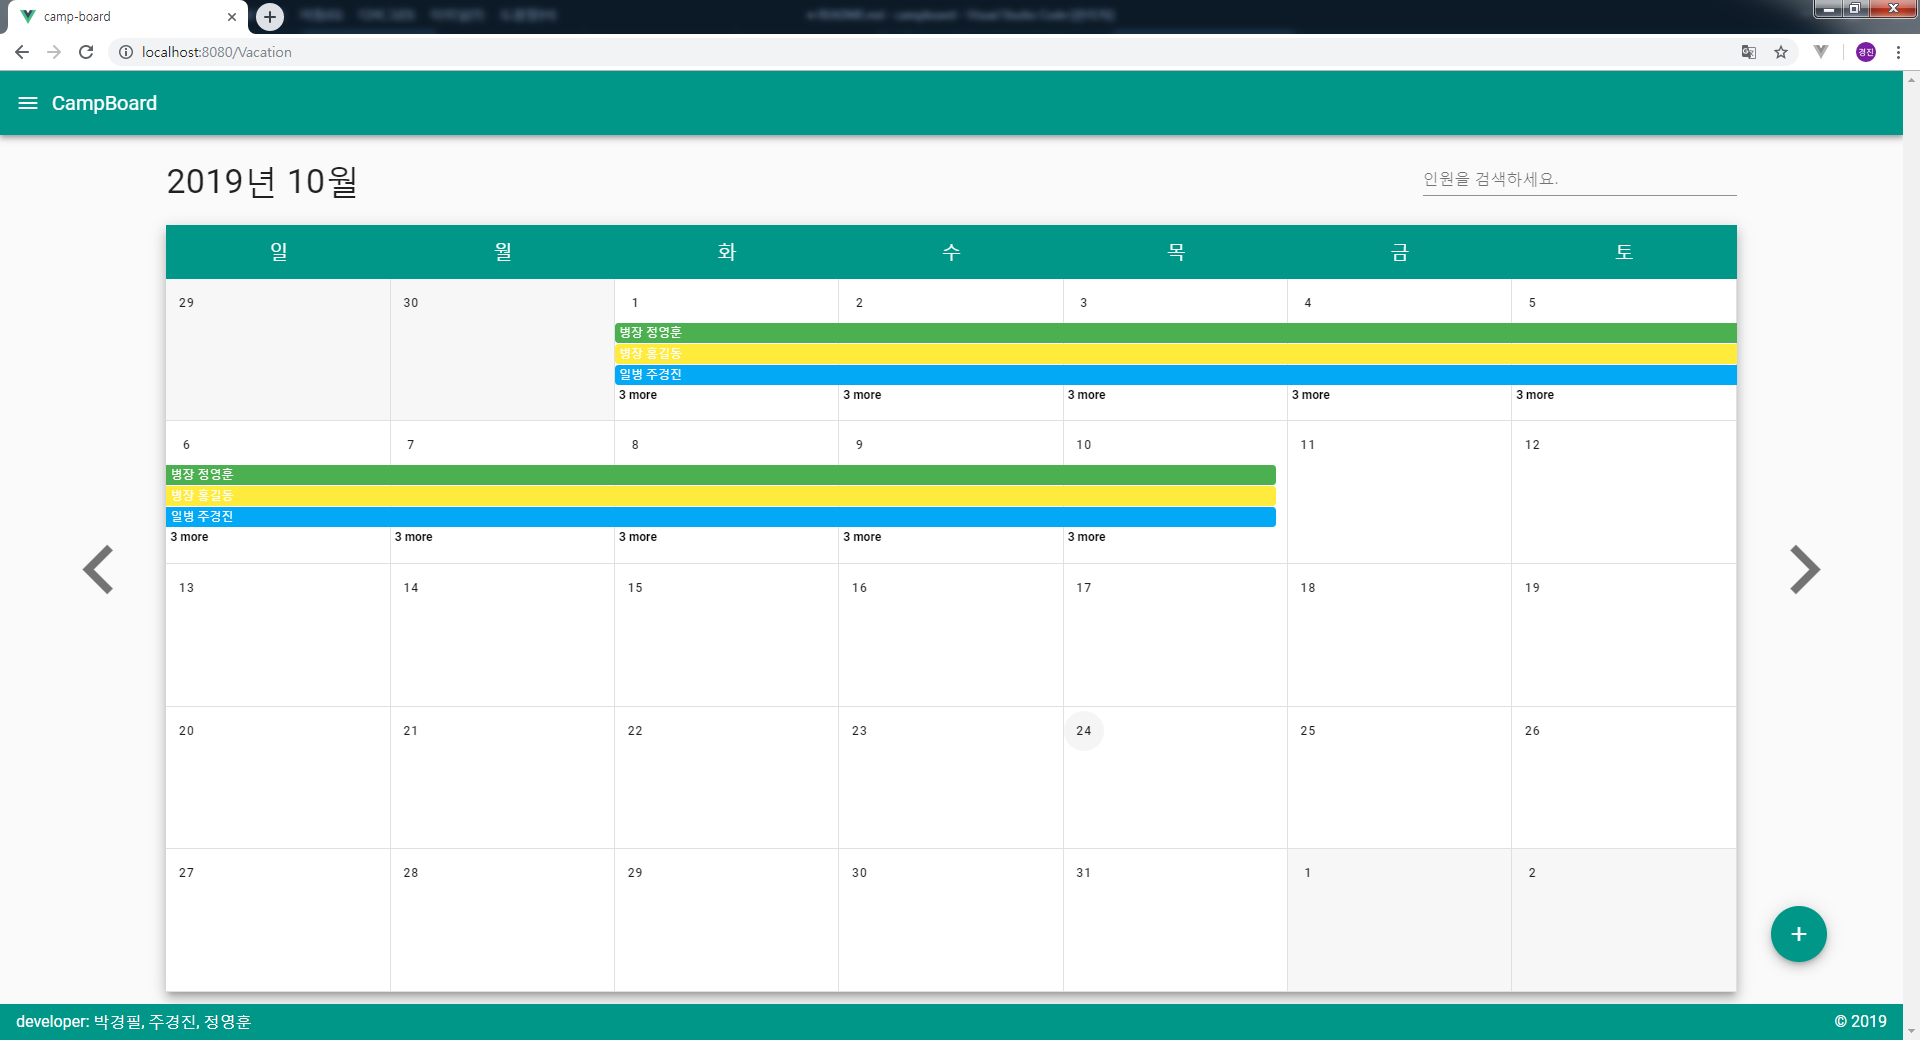 camp-board
localhost:8080/Vacation
경진
CampBoard
2019년 10월
인원을 검색하세요.
일 월 화 수 목 금 토
29 30 1 2 3 4 5
병장 정영훈
병장 홍길동
일병 주경진
3 more 3 more 3 more 3 more 3 more
6 7 8 9 10 11 12
병장 정영훈
병장 홍길동
일병 주경진
3 more 3 more 3 more 3 more 3 more
13 14 15 16 17 18 19
20 21 22 23 24 25 26
27 28 29 30 31 1 2
developer: 박경필, 주경진, 정영훈
© 2019